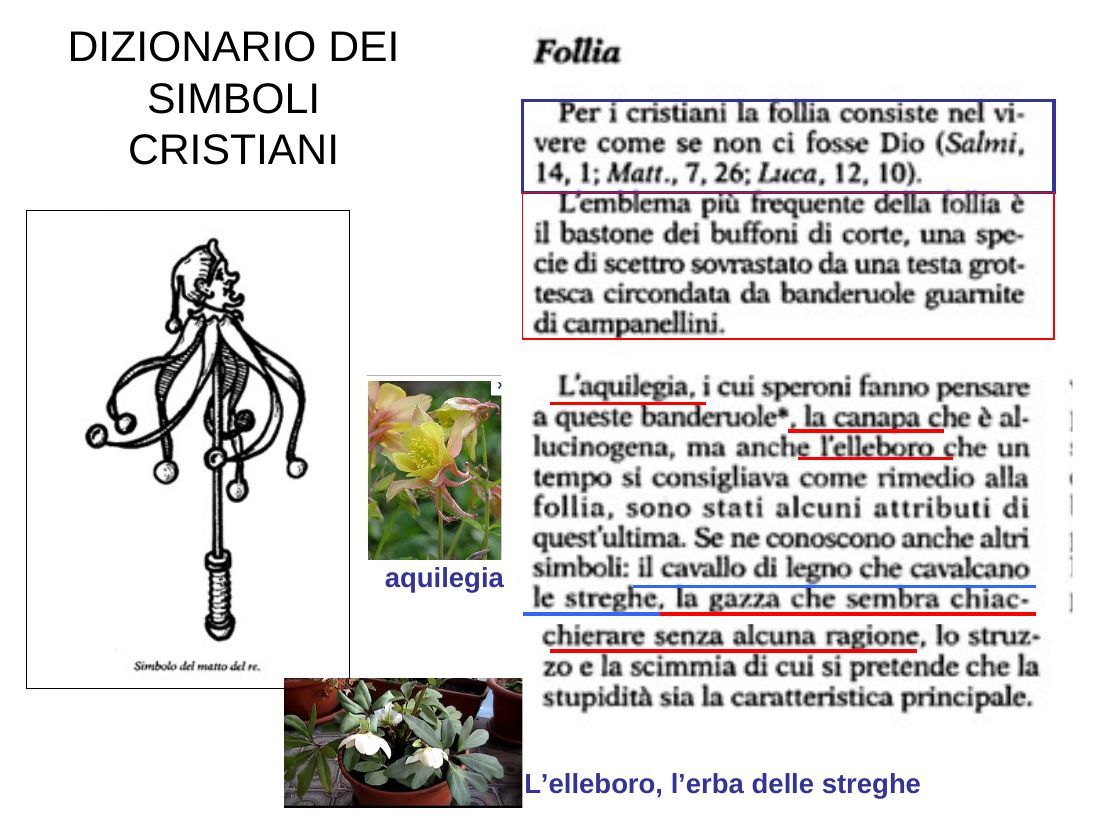 DIZIONARIO DEI
SIMBOLI
CRISTIANI
Follia
Per i cristiani la follia consiste nel vi-
vere come se non ci fosse Dio (Salmi,
14, 1; Matt., 7, 26; Luca, 12, 10).
L'emblema più frequente della follia è
il bastone dei buffoni di corte, una spe-
cie di scettro sovrastato da una testa grot-
tesca circondata da banderuole guarnite
di campanellini.
L'aquilegia, i cui speroni fanno pensare
a queste banderuole*, la canapa che è al-
lucinogena, ma anche l'elleboro che un
tempo si consigliava come rimedio alla
follia, sono stati alcuni attributi di
quest'ultima. Se ne conoscono anche altri
simboli: il cavallo di legno che cavalcano
le streghe, la gazza che sembra chiac-
chierare senza alcuna ragione, lo struz-
zo e la scimmia di cui si pretende che la
stupidità sia la caratteristica principale.
Simbolo del matto del re.
aquilegia
L’elleboro, l’erba delle streghe